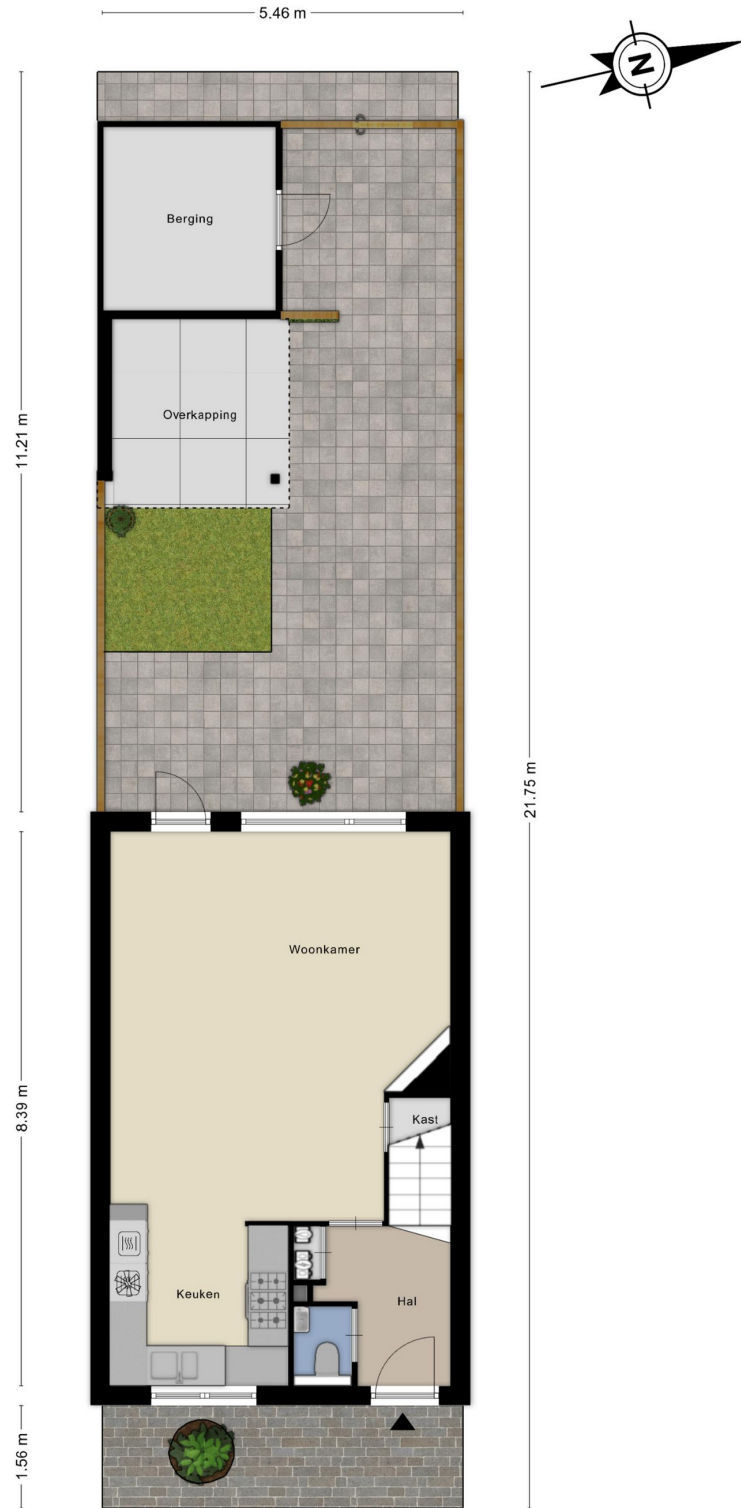 5.46 m
N
Berging
11.21 m
Overkapping
21.75 m
Woonkamer
8.39 m
Kast
Keuken
Hal
1.56 m